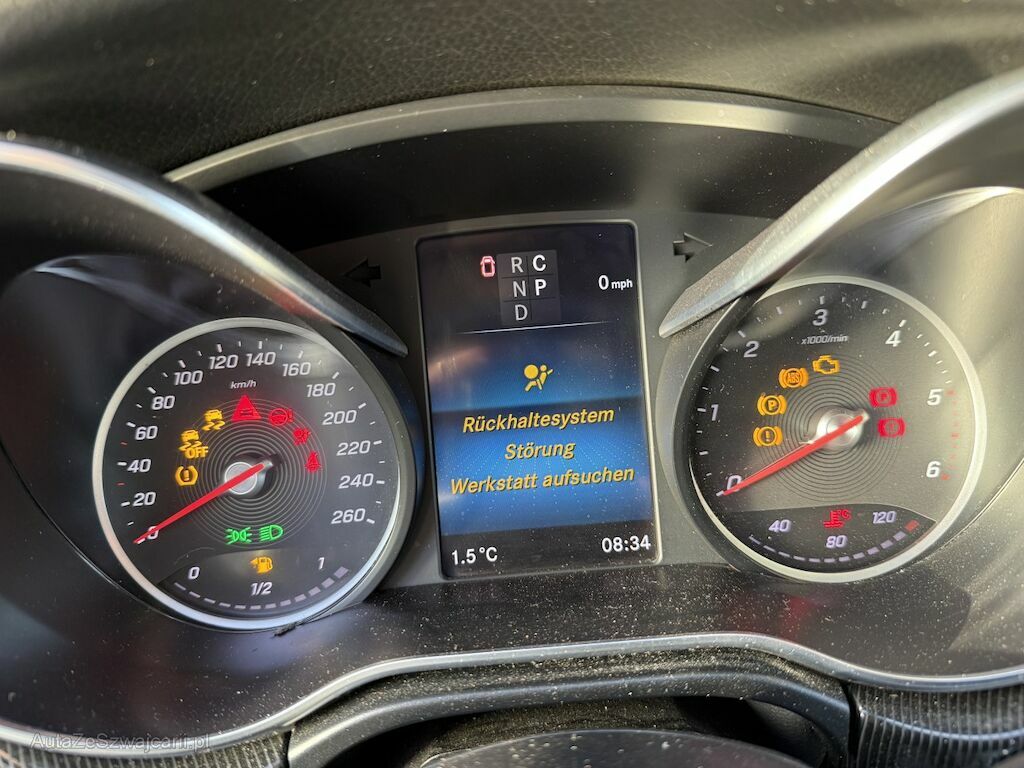 R C
N P
D
0 mph
Rückhaltesystem
Störung
Werkstatt aufsuchen
1.5°C
08:34
km/h
0
20
40
60
80
100
120
140
160
180
200
220
240
260
OFF
0
1/2
1
x1000/min
0
1
2
3
4
5
6
ABS
P
P
40
80
120
°C
AutaZeSzwajcarii.pl